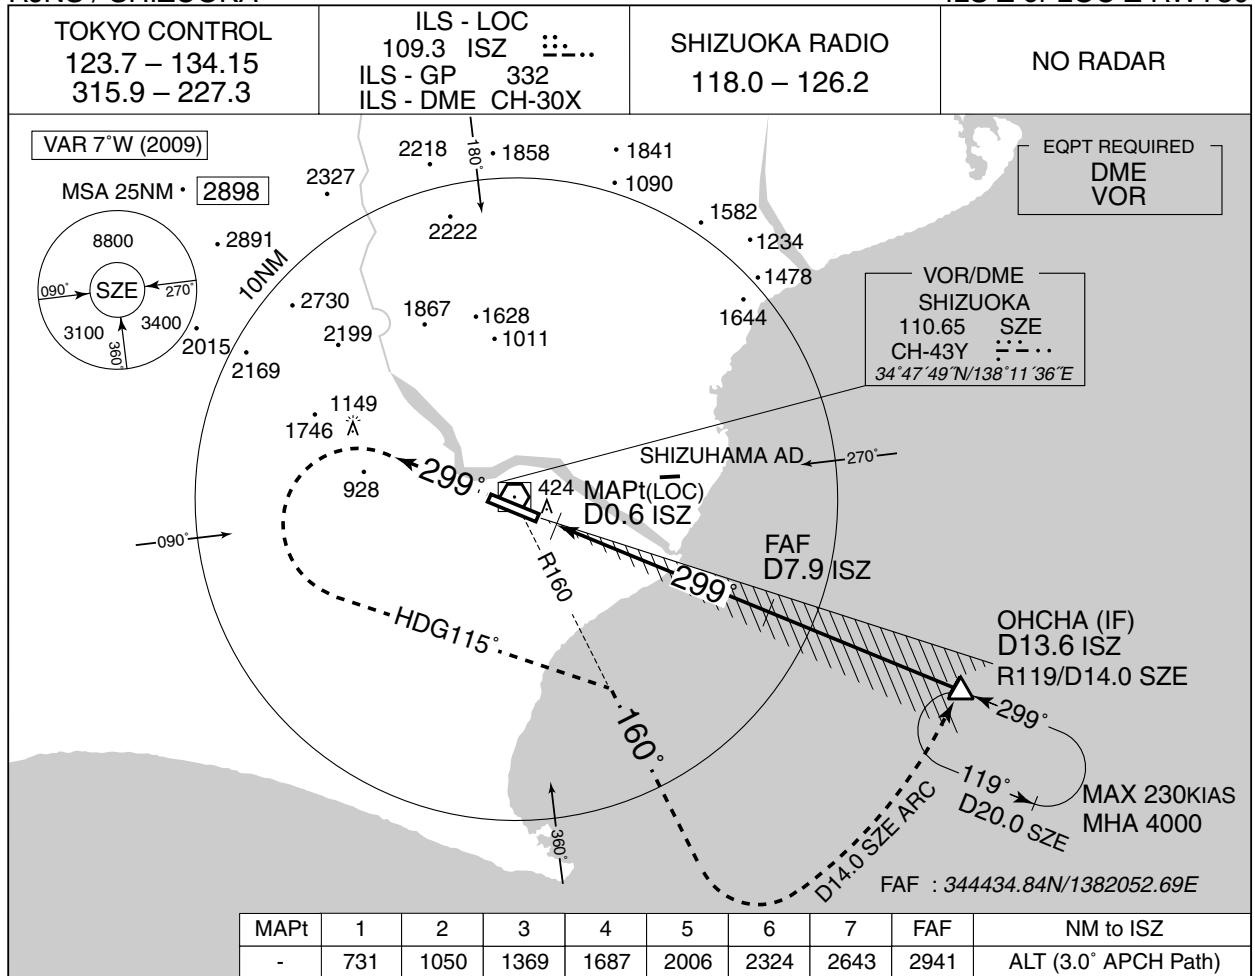 TOKYO CONTROL
123.7 – 134.15
315.9 – 227.3
ILS - LOC
109.3 ISZ
ILS - GP 332
ILS - DME CH-30X
SHIZUOKA RADIO
118.0 – 126.2
NO RADAR
VAR 7˚W (2009)
MSA 25NM
2898
8800
SZE
090˚
270˚
3100
3400
360˚
2891
2327
2218
180˚
1858
1841
1090
2222
1582
1234
1478
1644
10NM
2730
2199
1867
1628
1011
2015
2169
EQPT REQUIRED
DME
VOR
VOR/DME
SHIZUOKA
110.65 SZE
CH-43Y
34˚47´49˝N/138˚11´36˝E
1149
1746
928
299˚
424
SHIZUHAMA AD
270˚
MAPt(LOC)
D0.6 ISZ
090˚
R160
FAF
D7.9 ISZ
299˚
HDG115˚
OHCHA (IF)
D13.6 ISZ
R119/D14.0 SZE
299˚
160˚
119˚
D20.0 SZE
MAX 230KIAS
MHA 4000
360˚
D14.0 SZE ARC
FAF : 344434.84N/1382052.69E
MAPt 1 2 3 4 5 6 7 FAF NM to ISZ
- 731 1050 1369 1687 2006 2324 2643 2941 ALT (3.0˚ APCH Path)